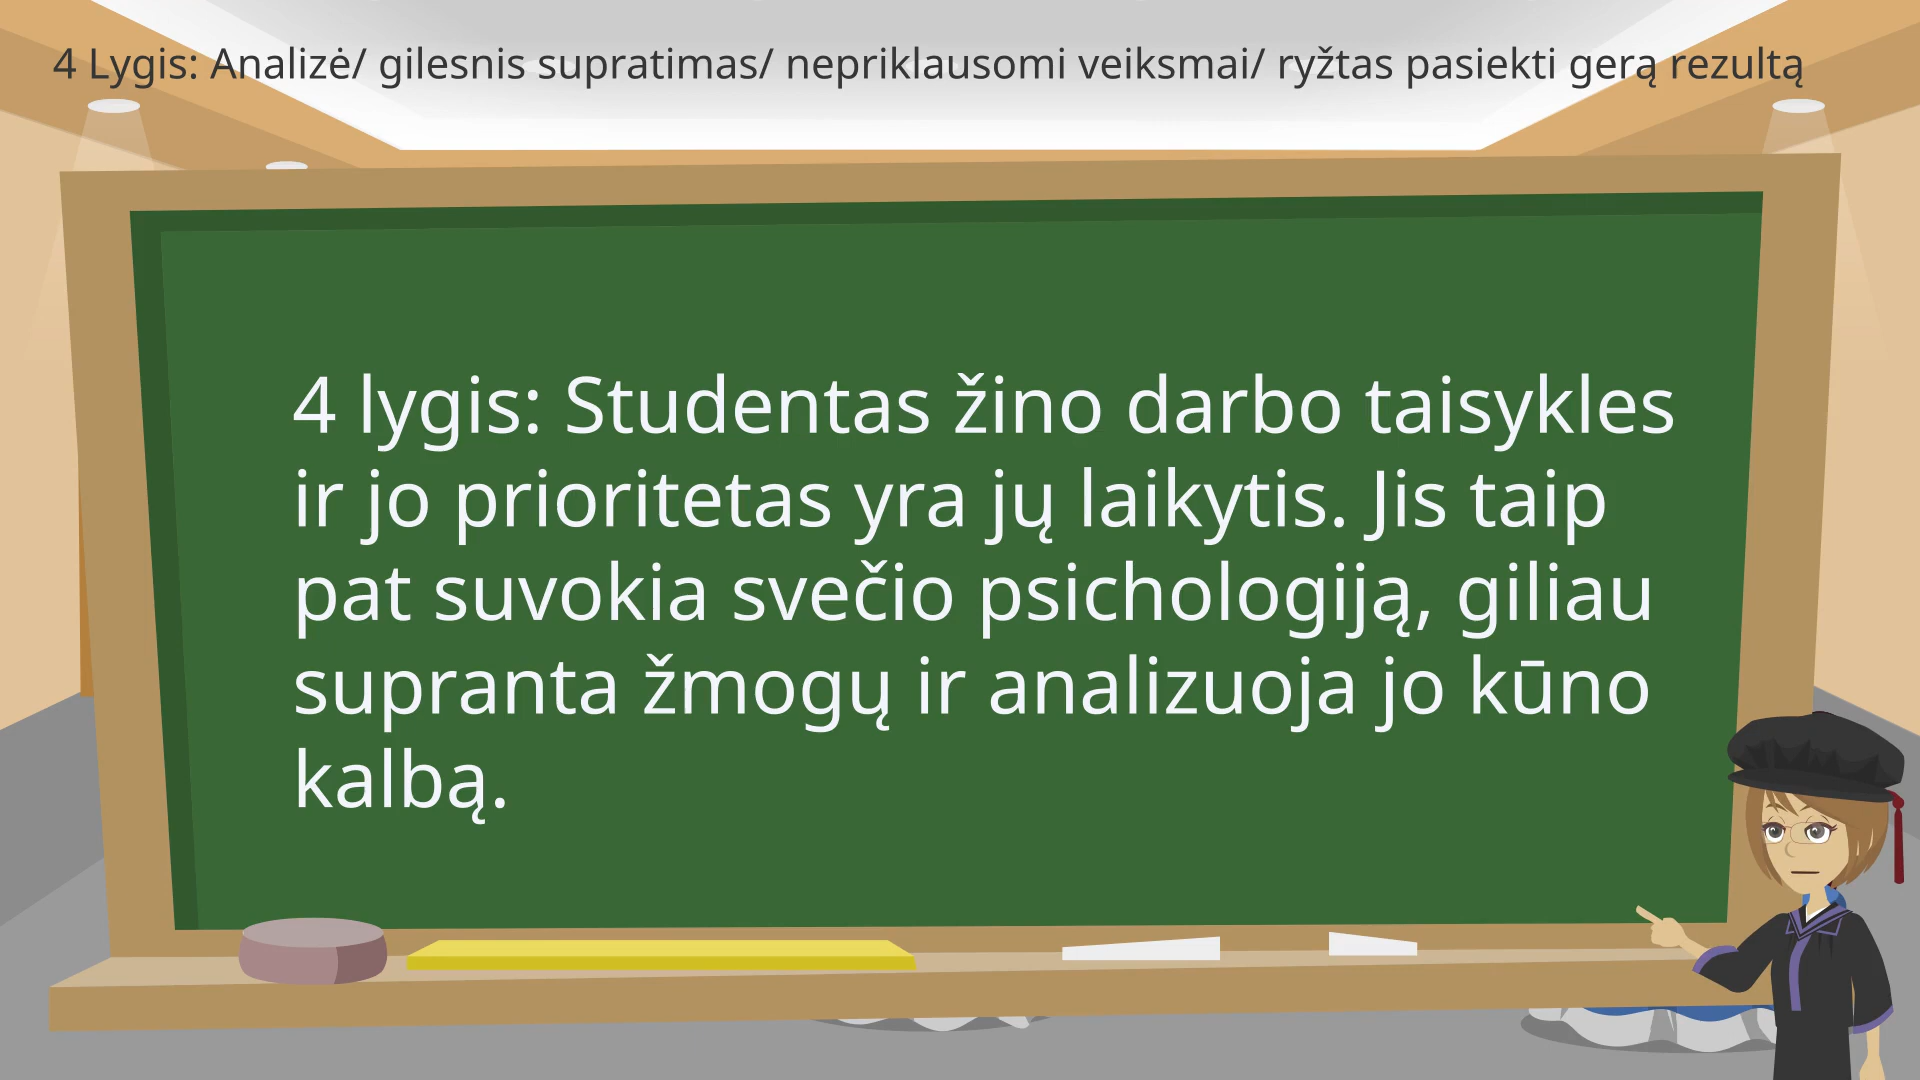 4 Lygis: Analizė/ gilesnis supratimas/ nepriklausomi veiksmai/ ryžtas pasiekti gerą rezultą
4 lygis: Studentas žino darbo taisykles
ir jo prioritetas yra jų laikytis. Jis taip
pat suvokia svečio psichologiją, giliau
supranta žmogų ir analizuoja jo kūno
kalbą.